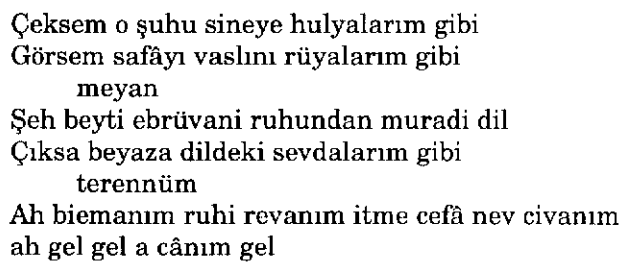 Çeksem o şuhu sineye hulyalarım gibi
Görsem safâyı vaslını rüyalarım gibi
meyan
Şeh beyti ebrüvani ruhundan muradi dil
Çıksa beyaza dildeki sevdalarım gibi
terennüm
Ah biemanım ruhi revanım itme cefâ nev civanım
ah gel gel a cânım gel